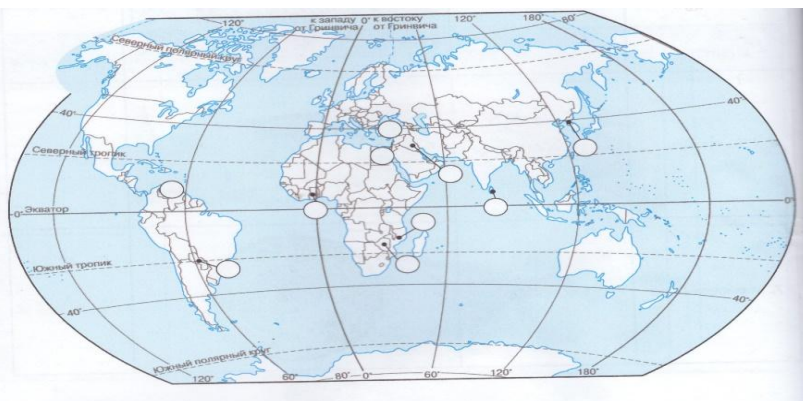 120° к западу 0° к востоку 120° 180° 80°
от Гринвича от Гринвича
Северный полярный круг
40° 40°
Северный тропик
0° Экватор 0°
Южный тропик
40° 40°
Южный полярный круг
120° 60° 80° 0° 60° 120° 180°